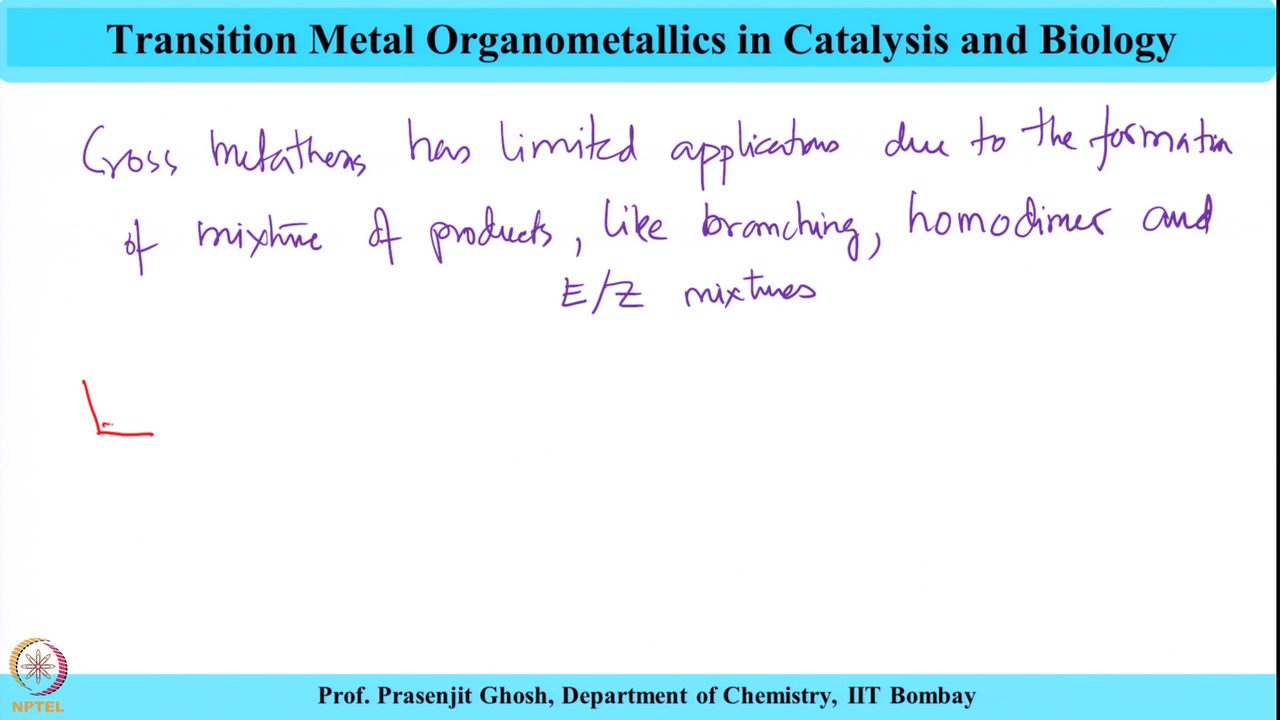 Transition Metal Organometallics in Catalysis and Biology
Cross metathesis has limited applications due to the formation
of mixture of products, like branching, homodimer and
E/Z mixtures
NPTEL
Prof. Prasenjit Ghosh, Department of Chemistry, IIT Bombay